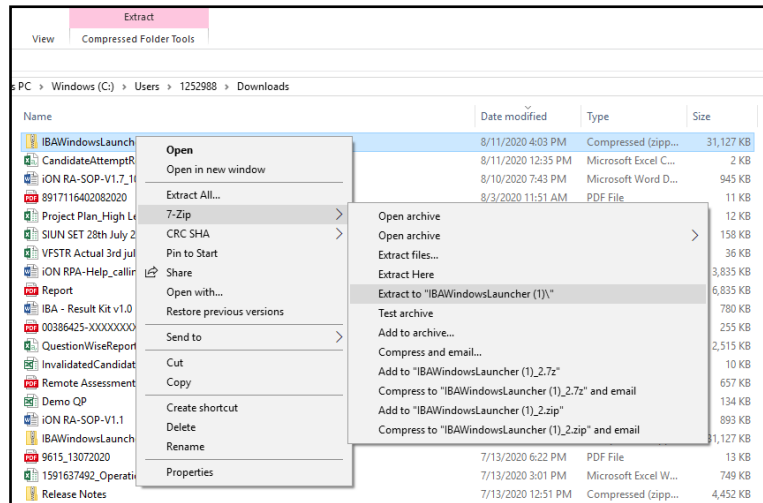 Extract
View Compressed Folder Tools
s PC > Windows (C:) > Users > 1252988 > Downloads
Name Date modified Type Size
IBAWindowsLaunch 8/11/2020 4:03 PM Compressed (zipp... 31,127 KB
CandidateAttemptR 8/11/2020 12:35 PM Microsoft Excel C... 2 KB
iON RA-SOP-V1.7_10 8/10/2020 7:43 PM Microsoft Word D... 945 KB
8917116402082020 8/3/2020 11:51 AM PDF File 11 KB
Project Plan_High Le 12 KB
SIUN SET 28th July 2 158 KB
VFSTR Actual 3rd jul 36 KB
iON RPA-Help_callin 3,835 KB
Report 6,835 KB
IBA - Result Kit v1.0 780 KB
00386425-XXXXXXXX 255 KB
QuestionWiseReport 2,515 KB
InvalidatedCandidat 10 KB
Remote Assessment 657 KB
Demo QP 134 KB
iON RA-SOP-V1.1 893 KB
IBAWindowsLaunch 31,127 KB
9615_13072020 7/13/2020 6:22 PM PDF File 13 KB
1591637492_Operati 7/13/2020 3:01 PM Microsoft Excel W... 749 KB
Release Notes 7/13/2020 12:51 PM Compressed (zipp... 4,452 KB
Open
Open in new window
Extract All...
7-Zip
CRC SHA
Pin to Start
Share
Open with...
Restore previous versions
Send to
Cut
Copy
Create shortcut
Delete
Rename
Properties
Open archive
Open archive
Extract files...
Extract Here
Extract to "IBAWindowsLauncher (1)\"
Test archive
Add to archive...
Compress and email...
Add to "IBAWindowsLauncher (1)_2.7z"
Compress to "IBAWindowsLauncher (1)_2.7z" and email
Add to "IBAWindowsLauncher (1)_2.zip"
Compress to "IBAWindowsLauncher (1)_2.zip" and email